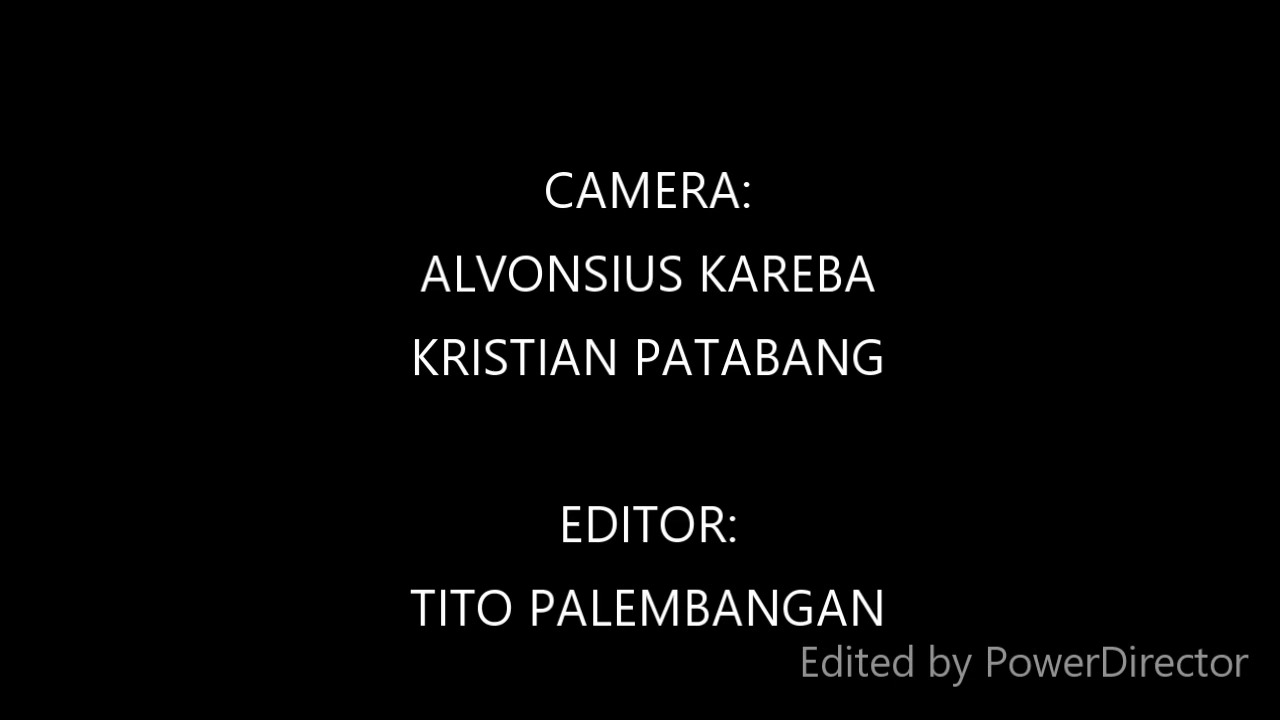 CAMERA:
ALVONSIUS KAREBA
KRISTIAN PATABANG
EDITOR:
TITO PALEMBANGAN
Edited by PowerDirector